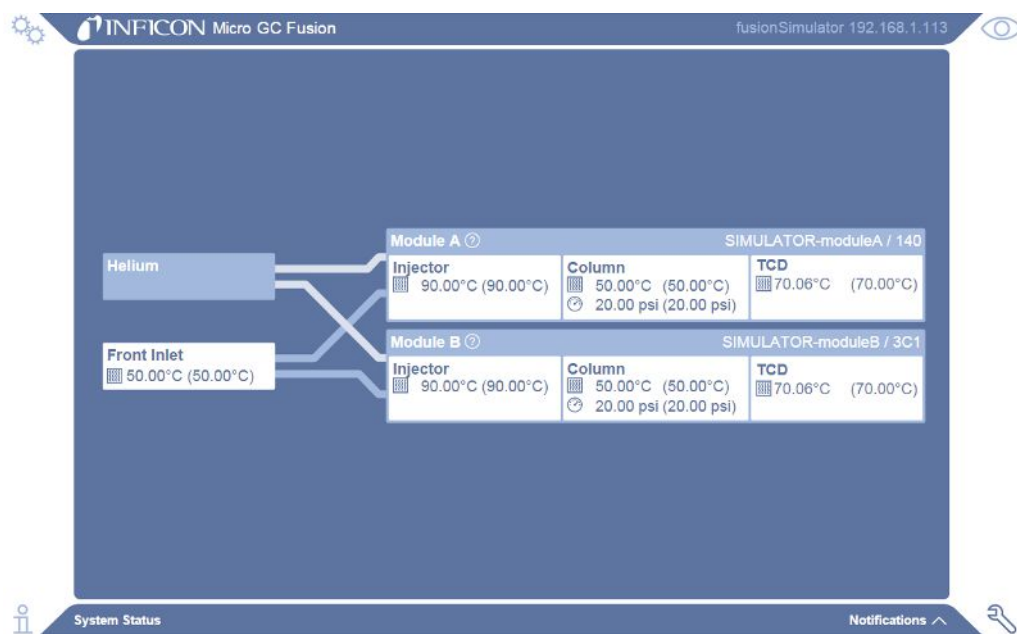 INFICON Micro GC Fusion
fusionSimulator 192.168.1.113
Helium
Front Inlet
50.00°C (50.00°C)
Module A ?
SIMULATOR-moduleA / 140
Injector
90.00°C (90.00°C)
Column
50.00°C (50.00°C)
20.00 psi (20.00 psi)
TCD
70.06°C (70.00°C)
Module B ?
SIMULATOR-moduleB / 3C1
Injector
90.00°C (90.00°C)
Column
50.00°C (50.00°C)
20.00 psi (20.00 psi)
TCD
70.06°C (70.00°C)
System Status
Notifications